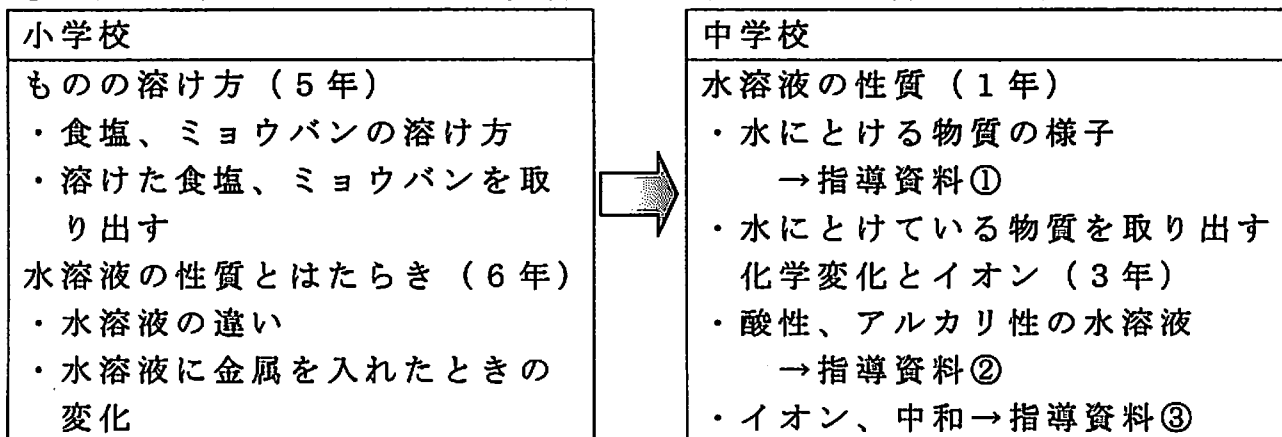 小学校
ものの溶け方（5年）
・食塩、ミョウバンの溶け方
・溶けた食塩、ミョウバンを取
り出す
水溶液の性質とはたらき（6年）
・水溶液の違い
・水溶液に金属を入れたときの
変化
中学校
水溶液の性質（1年）
・水にとける物質の様子
→指導資料①
・水にとけている物質を取り出す
化学変化とイオン（3年）
・酸性、アルカリ性の水溶液
→指導資料②
・イオン、中和→指導資料③